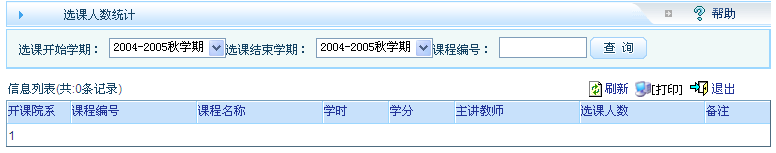 选课人数统计 帮助
选课开始学期： 2004-2005秋学期 选课结束学期： 2004-2005秋学期 课程编号： 查 询
信息列表(共:0条记录) 刷新 [打印] 退出
开课院系 课程编号 课程名称 学时 学分 主讲教师 选课人数 备注
1